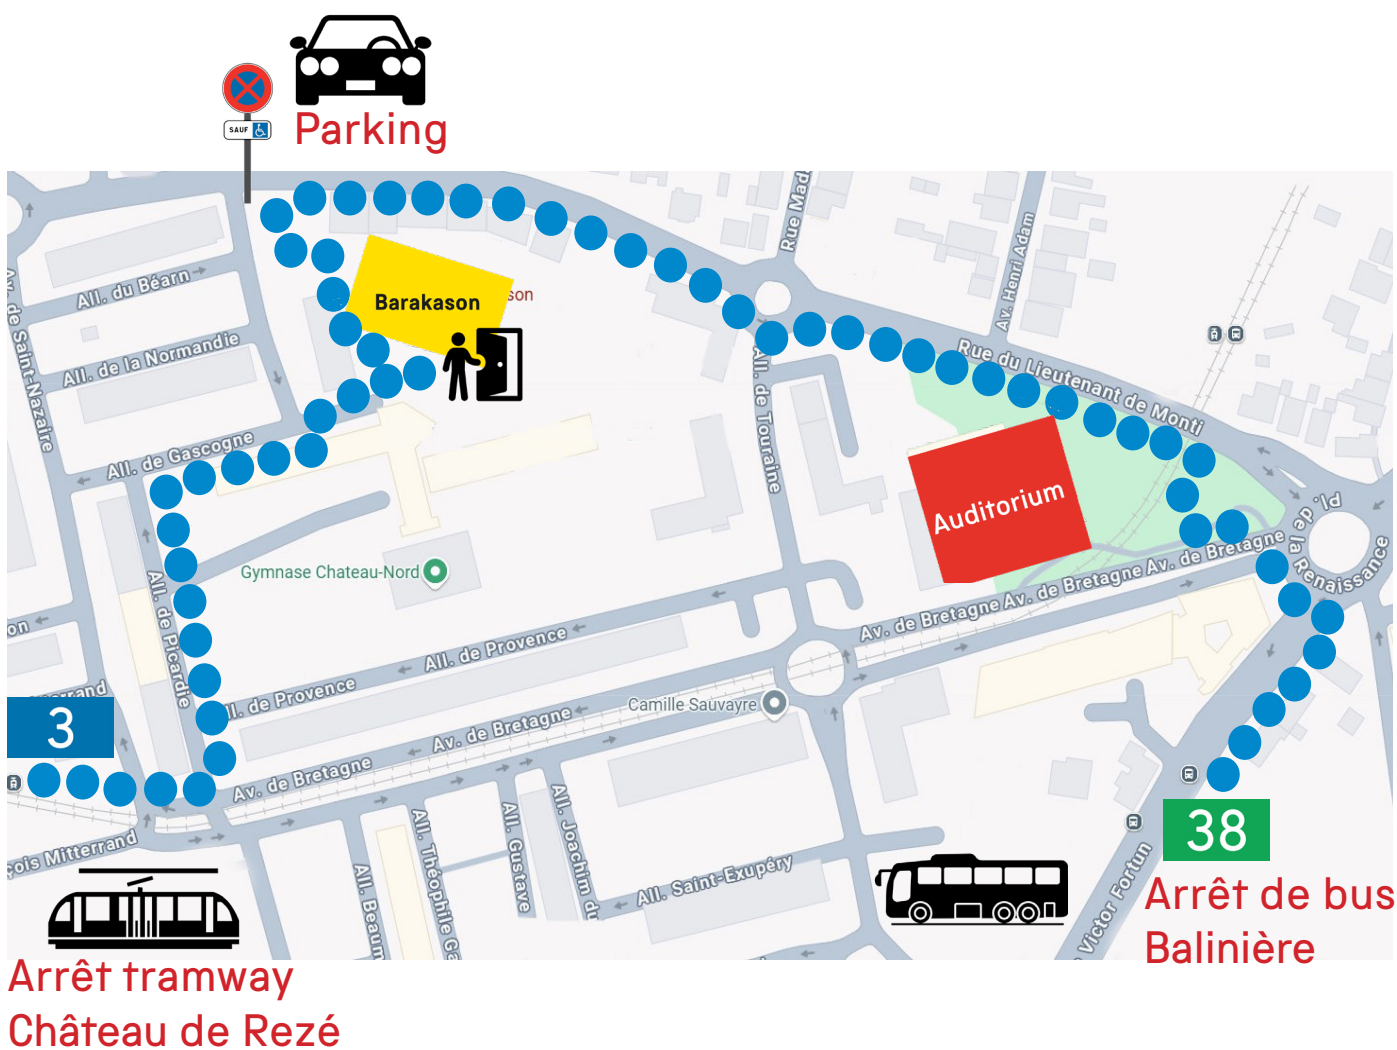 SAUF
Parking
Rue Mad
Av. Henri Adam
All. du Béarn
Barakason
son
de Saint-Nazaire
All. de la Normandie
Rue du Lieutenant de Monti
All. de Touraine
All. de Gascogne
Auditorium
Pl. de
la Renaissance
Gymnase Chateau-Nord
Av. de Bretagne Av. de Bretagne Av. de Bretagne
All. de Picardie
on
All. de Provence
ll. de Provence
3
Camille Sauvayre
Av. de Bretagne
Av. de Bretagne
çois Mitterrand
All. Beaum
All. Théophile Ga
All. Gustave
All. Joachim du
All. Saint-Exupéry
Victor Fortun
38
Arrêt de bus
Balinière
Arrêt tramway
Château de Rezé